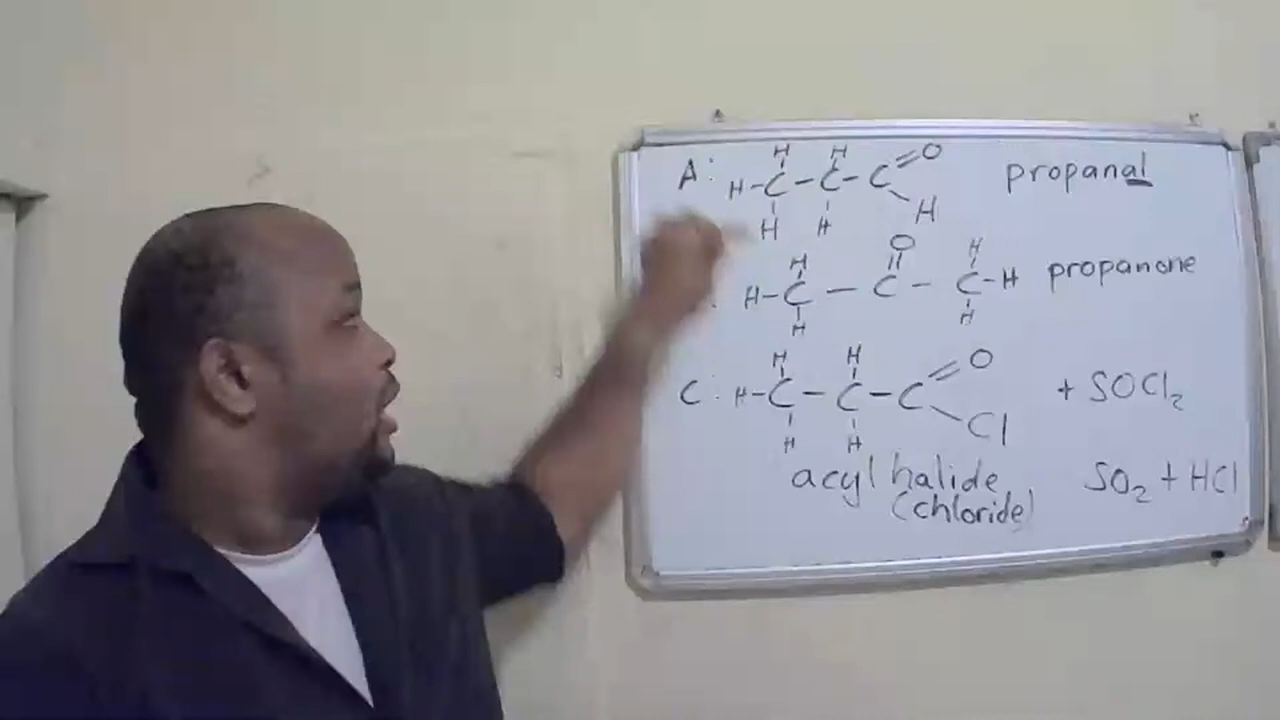 H H O
A: H-C-C-C propanal
H
H H
O H
H
H-C — C - C-H propanone
H H
H H O
C: H-C-C-C + SOCl₂
Cl
H H
acyl halide SO₂ + HCl
(chloride)